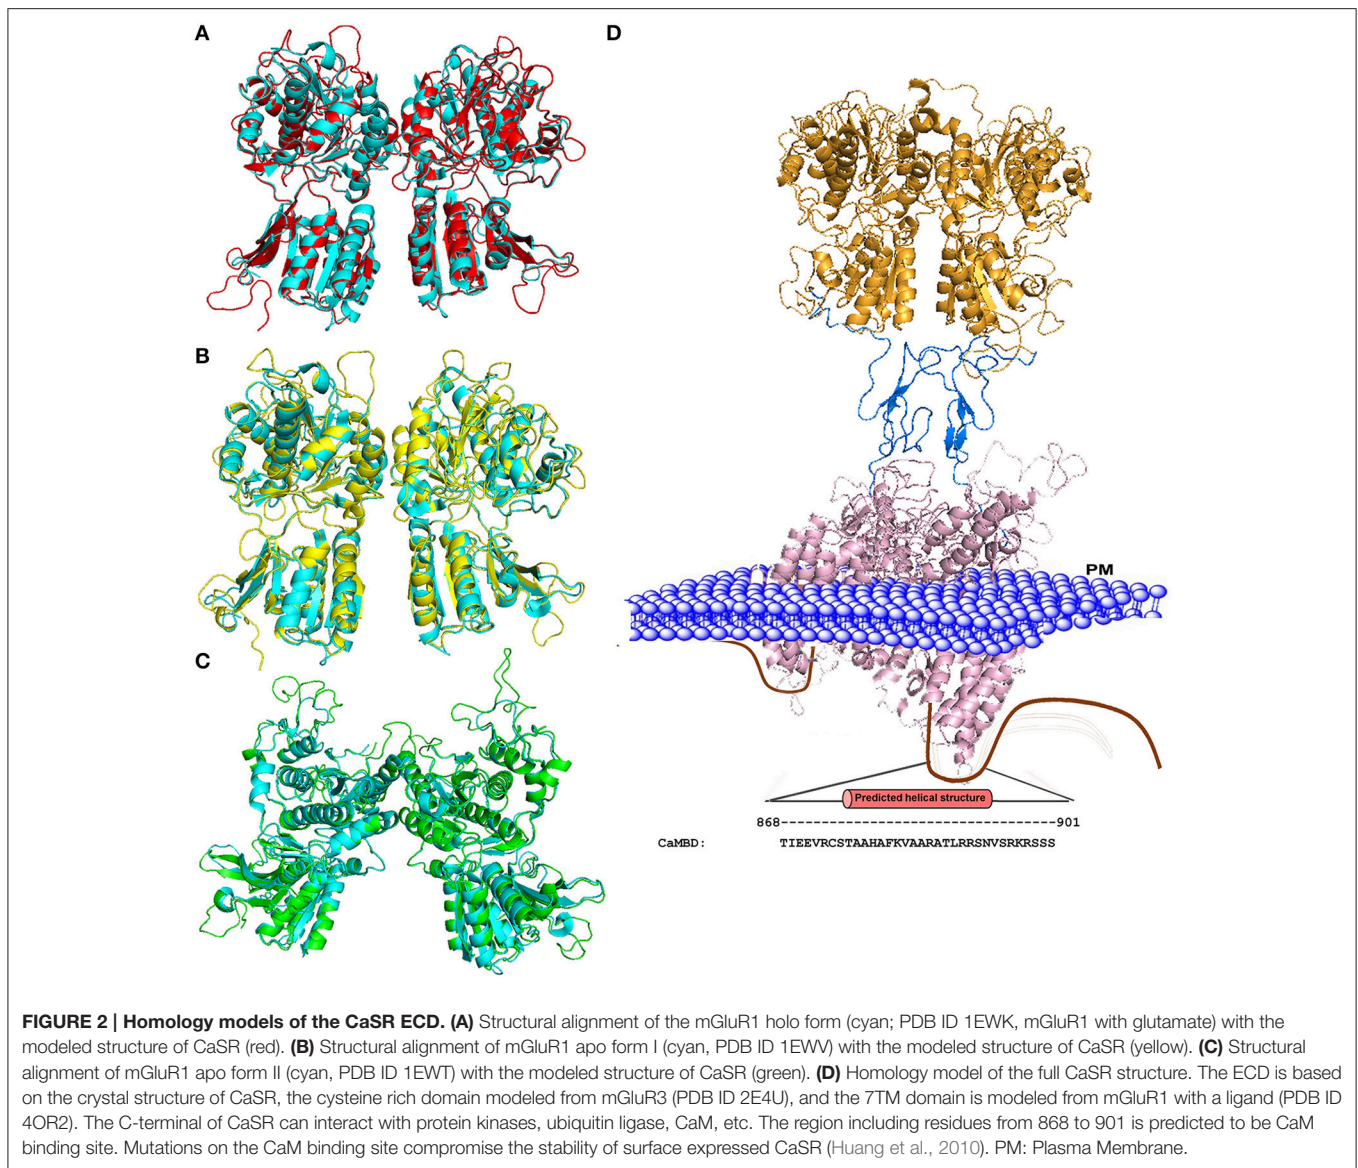 A
D
B
C
PM
Predicted helical structure
868------------------------------------901
CaMBD: TIEEVRCSTAAHAFKVAARATLRRSNVSRKRSSS
FIGURE 2 | Homology models of the CaSR ECD. (A) Structural alignment of the mGluR1 holo form (cyan; PDB ID 1EWK, mGluR1 with glutamate) with the
modeled structure of CaSR (red). (B) Structural alignment of mGluR1 apo form I (cyan, PDB ID 1EWV) with the modeled structure of CaSR (yellow). (C) Structural
alignment of mGluR1 apo form II (cyan, PDB ID 1EWT) with the modeled structure of CaSR (green). (D) Homology model of the full CaSR structure. The ECD is based
on the crystal structure of CaSR, the cysteine rich domain modeled from mGluR3 (PDB ID 2E4U), and the 7TM domain is modeled from mGluR1 with a ligand (PDB ID
4OR2). The C-terminal of CaSR can interact with protein kinases, ubiquitin ligase, CaM, etc. The region including residues from 868 to 901 is predicted to be CaM
binding site. Mutations on the CaM binding site compromise the stability of surface expressed CaSR (Huang et al., 2010). PM: Plasma Membrane.